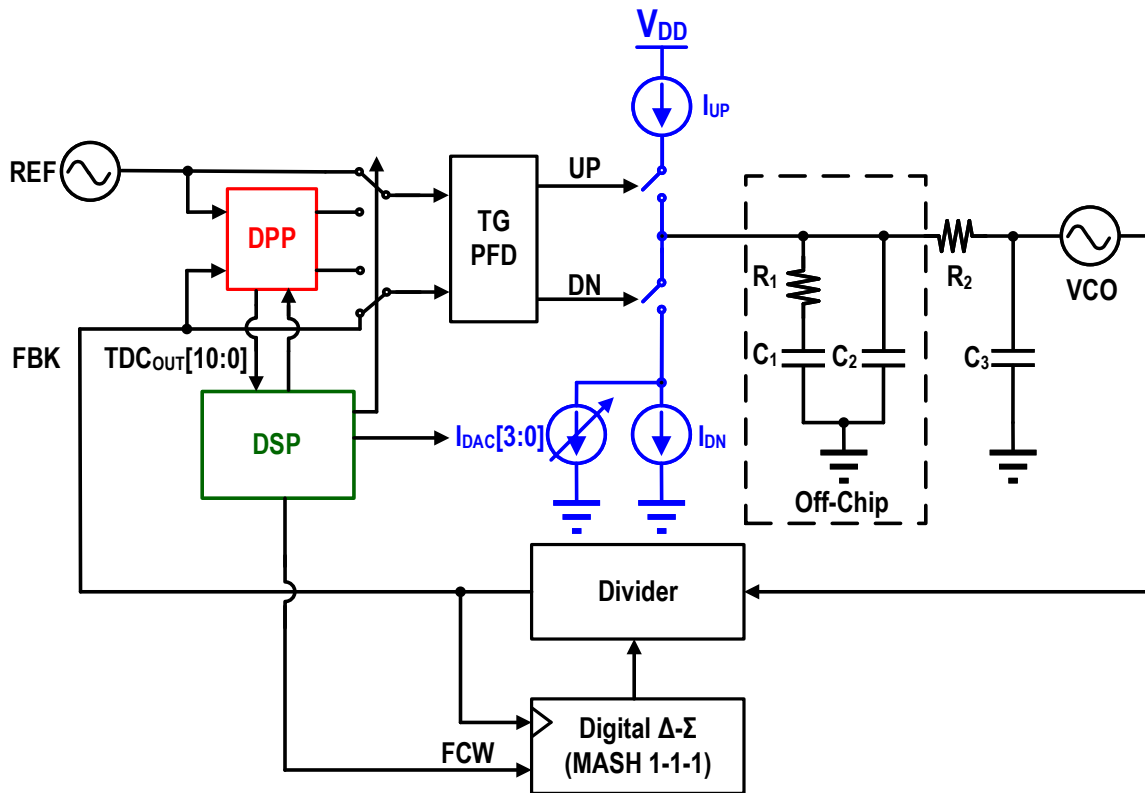 VDD
IUP
REF
UP
DPP
TG
PFD
R1
R2
VCO
DN
FBK
TDCOUT[10:0]
C1
C2
C3
DSP
IDAC[3:0]
IDN
Off-Chip
Divider
FCW
Digital Δ-Σ
(MASH 1-1-1)